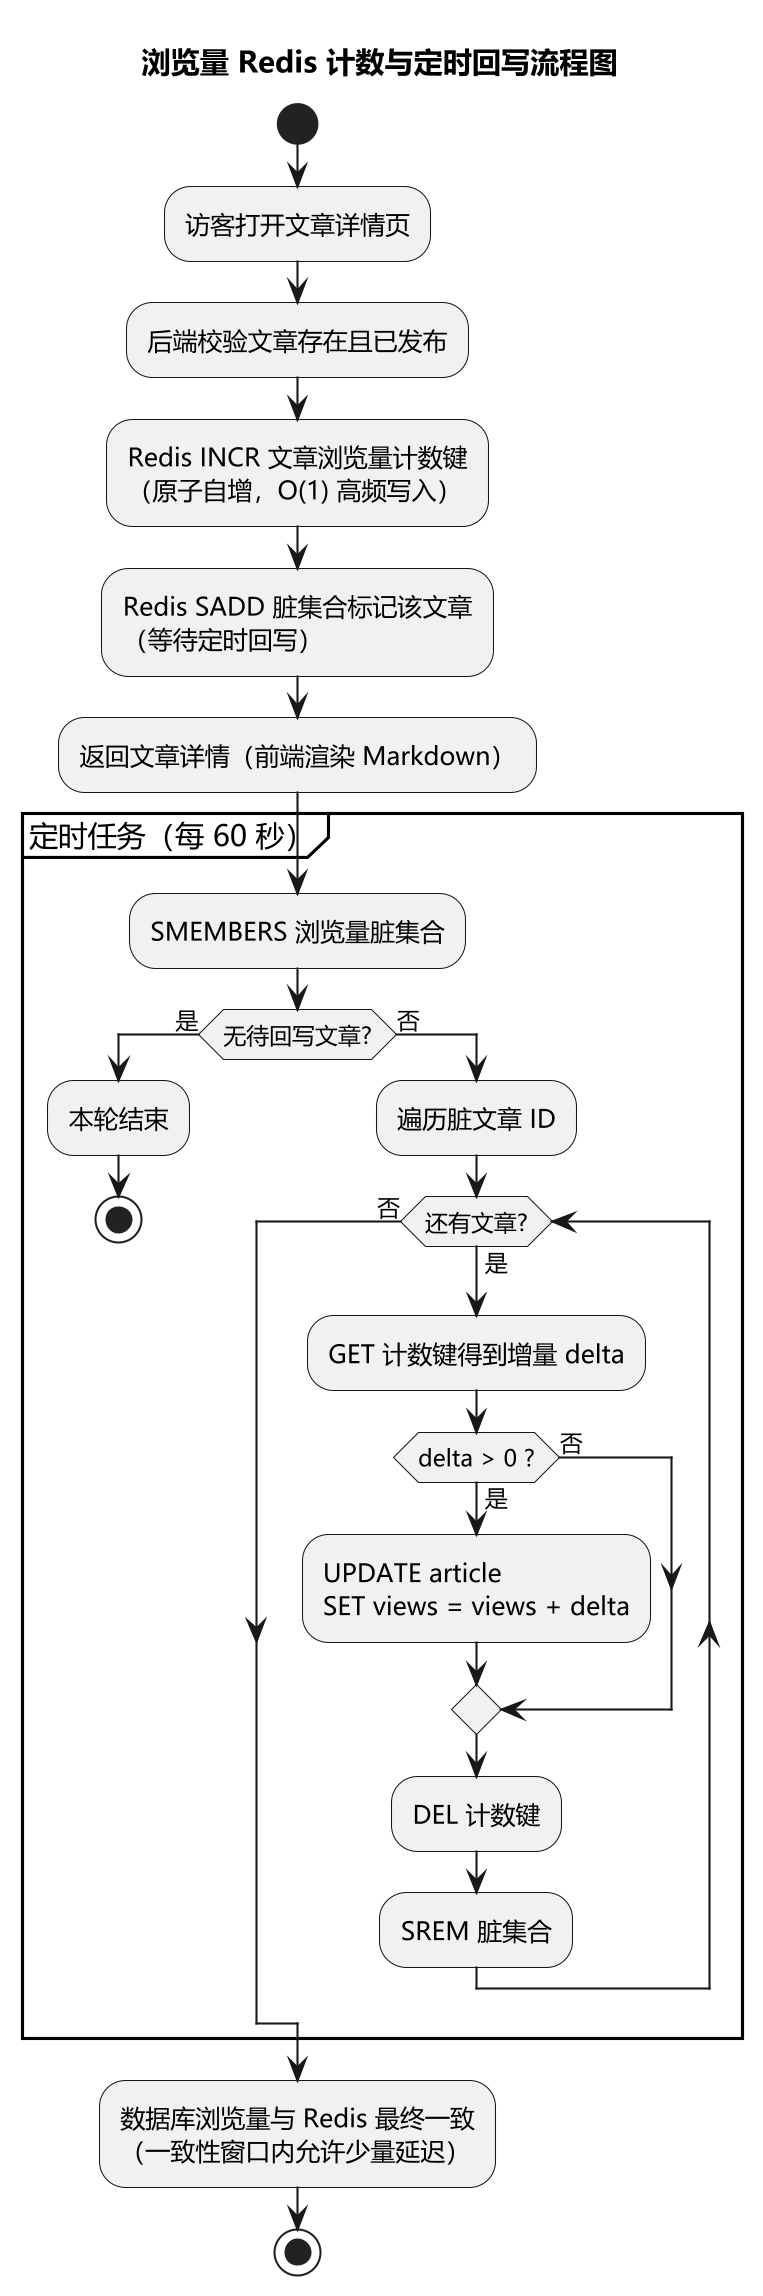 浏览量 Redis 计数与定时回写流程图
访客打开文章详情页
后端校验文章存在且已发布
Redis INCR 文章浏览量计数键
（原子自增，O(1) 高频写入）
Redis SADD 脏集合标记该文章
（等待定时回写）
返回文章详情（前端渲染 Markdown）
定时任务（每 60 秒）
SMEMBERS 浏览量脏集合
是
无待回写文章?
否
本轮结束
遍历脏文章 ID
否
还有文章?
是
GET 计数键得到增量 delta
delta > 0 ?
否
是
UPDATE article
SET views = views + delta
DEL 计数键
SREM 脏集合
数据库浏览量与 Redis 最终一致
（一致性窗口内允许少量延迟）